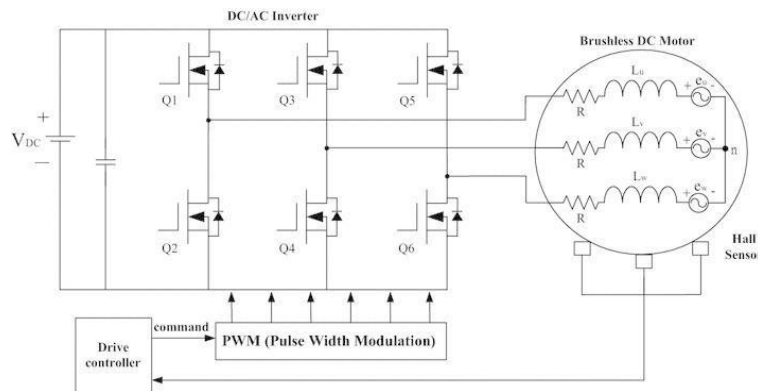 DC/AC Inverter
Brushless DC Motor
Q1
Q3
Q5
+
VDC
−
R
Lu
+ eu -
R
Lv
+ ev -
n
R
Lw
+ ew -
Q2
Q4
Q6
Hall
Sensor
command
Drive
controller
PWM (Pulse Width Modulation)